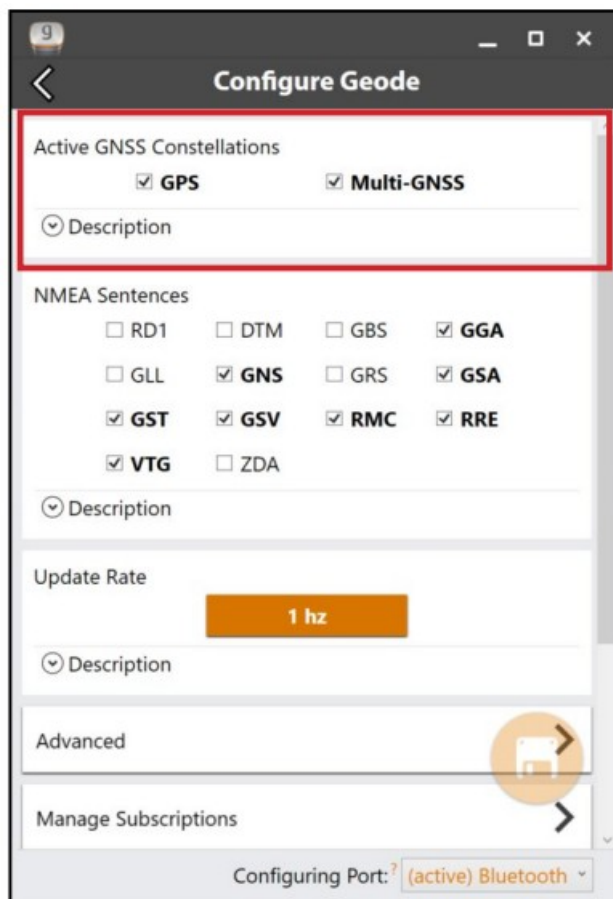 g
Configure Geode
Active GNSS Constellations
GPS Multi-GNSS
Description
NMEA Sentences
RD1 DTM GBS GGA
GLL GNS GRS GSA
GST GSV RMC RRE
VTG ZDA
Description
Update Rate
1 hz
Description
Advanced
Manage Subscriptions
Configuring Port:? (active) Bluetooth